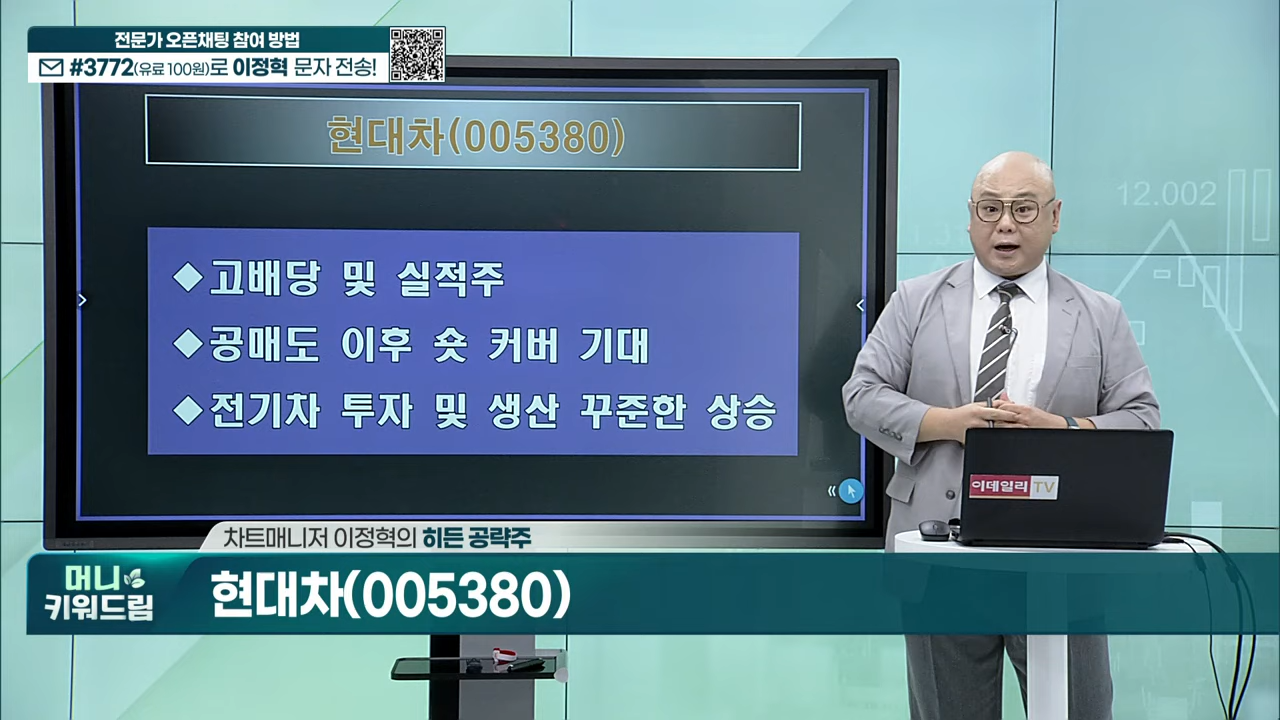 전문가 오픈채팅 참여 방법
#3772(유료 100원)로 이정혁 문자 전송!
현대차(005380)
◆고배당 및 실적주
◆공매도 이후 숏 커버 기대
◆전기차 투자 및 생산 꾸준한 상승
12.002
이데일리TV
차트매니저 이정혁의 히든 공략주
머니
키워드림
현대차(005380)